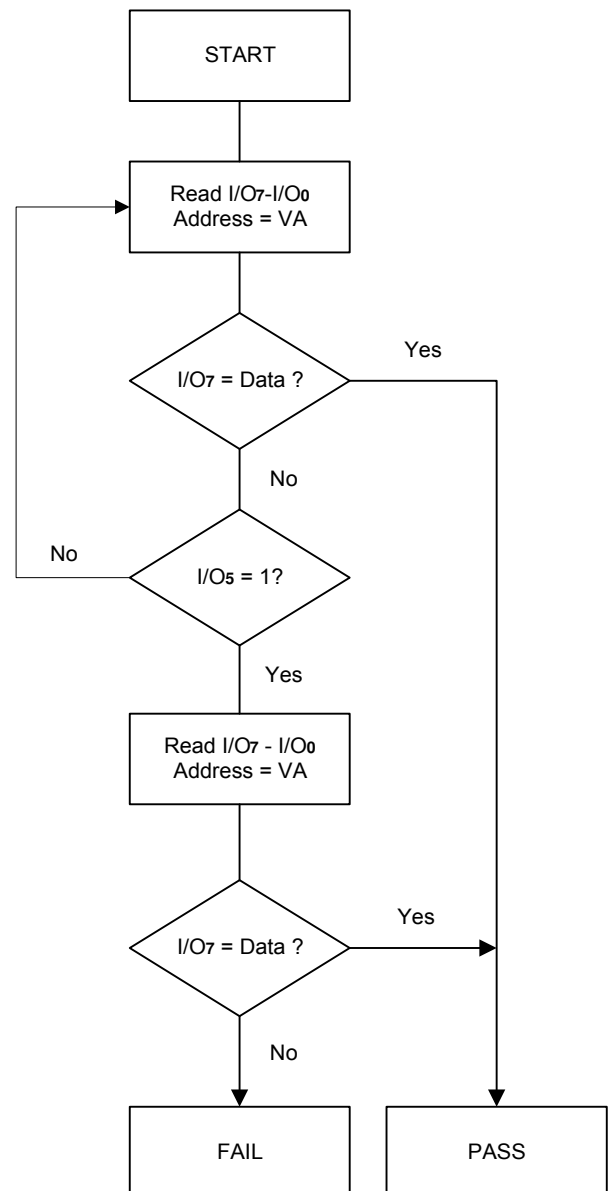 START
Read I/O7-I/O0
Address = VA
I/O7 = Data ?
Yes
No
I/O5 = 1?
No
Yes
Read I/O7 - I/O0
Address = VA
I/O7 = Data ?
Yes
No
FAIL
PASS